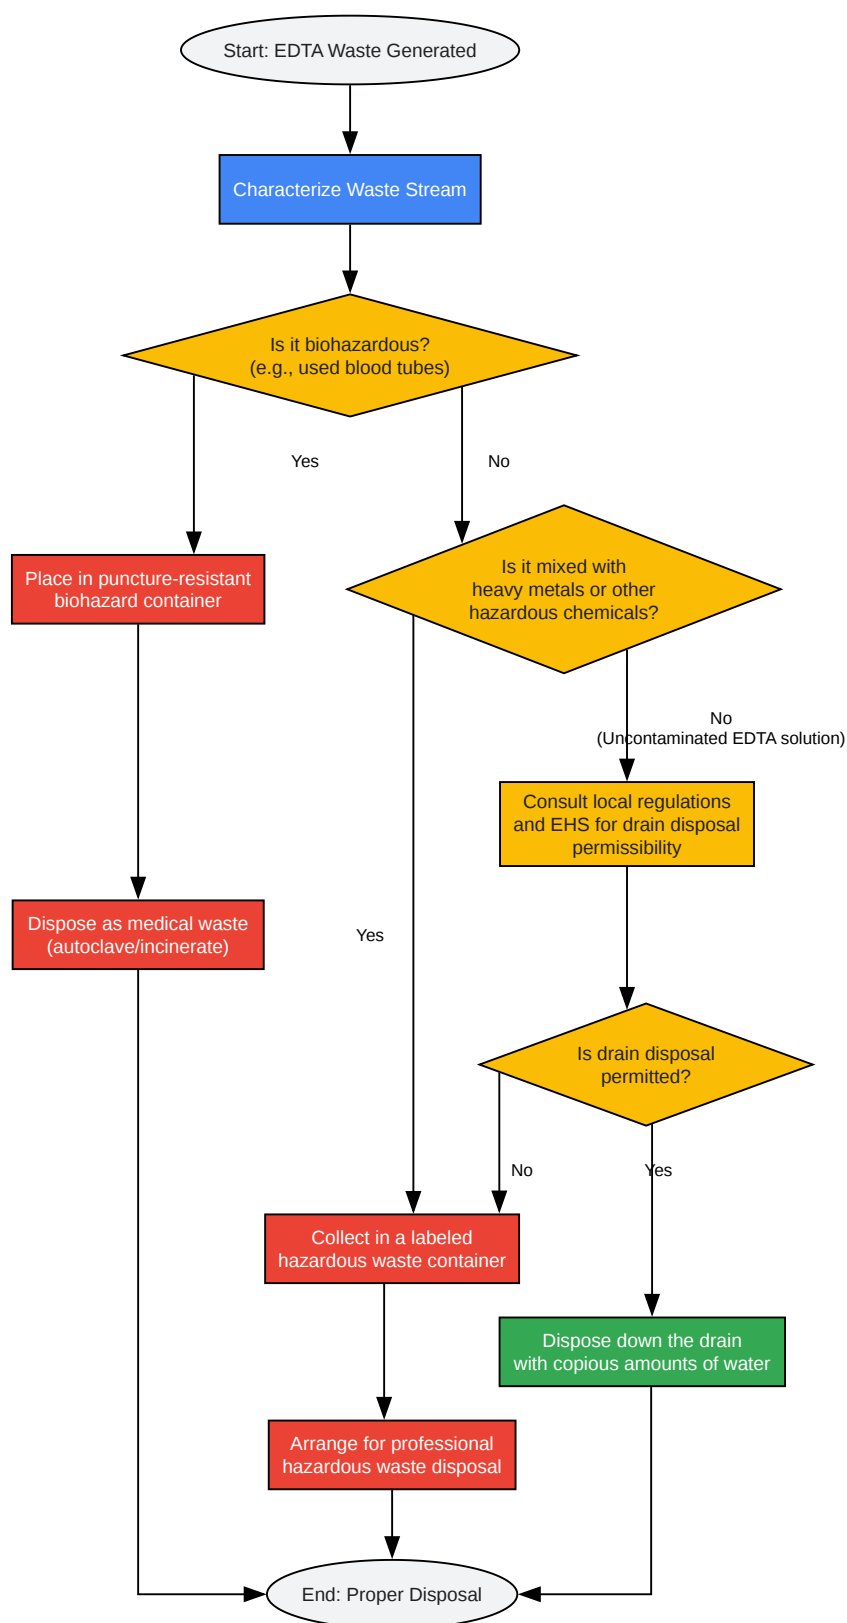 Start: EDTA Waste Generated
Characterize Waste Stream
Is it biohazardous?
(e.g., used blood tubes)
Yes
No
Place in puncture-resistant
biohazard container
Is it mixed with
heavy metals or other
hazardous chemicals?
No
(Uncontaminated EDTA solution)
Consult local regulations
and EHS for drain disposal
permissibility
Dispose as medical waste
(autoclave/incinerate)
Yes
Is drain disposal
permitted?
No
Yes
Collect in a labeled
hazardous waste container
Dispose down the drain
with copious amounts of water
Arrange for professional
hazardous waste disposal
End: Proper Disposal